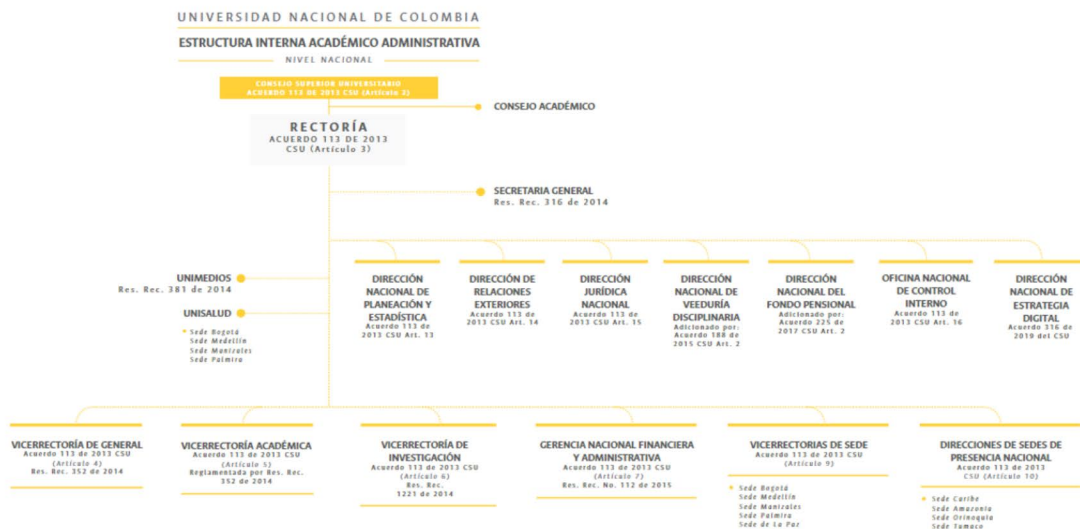 UNIVERSIDAD NACIONAL DE COLOMBIA
ESTRUCTURA INTERNA ACADÉMICO ADMINISTRATIVA
NIVEL NACIONAL
CONSEJO SUPERIOR UNIVERSITARIO
ACUERDO 113 DE 2013 CSU (Artículo 2)
CONSEJO ACADÉMICO
RECTORÍA
ACUERDO 113 DE 2013
CSU (Artículo 3)
SECRETARIA GENERAL
Res. Rec. 316 de 2014
UNIMEDIOS
Res. Rec. 381 de 2014
UNISALUD
Sede Bogotá
Sede Medellín
Sede Manizales
Sede Palmira
DIRECCIÓN
NACIONAL DE
PLANEACIÓN Y
ESTADÍSTICA
Acuerdo 113 de
2013 CSU Art. 13
DIRECCIÓN DE
RELACIONES
EXTERIORES
Acuerdo 113 de
2013 CSU Art. 14
DIRECCIÓN
JURÍDICA
NACIONAL
Acuerdo 113 de
2013 CSU Art. 15
DIRECCIÓN
NACIONAL DE
VEEDURÍA
DISCIPLINARIA
Adicionado por:
Acuerdo 188 de
2015 CSU Art. 2
DIRECCIÓN
NACIONAL DEL
FONDO PENSIONAL
Adicionado por:
Acuerdo 225 de
2017 CSU Art. 2
OFICINA NACIONAL
DE CONTROL
INTERNO
Acuerdo 113 de
2013 CSU Art. 16
DIRECCIÓN
NACIONAL DE
ESTRATEGIA
DIGITAL
Acuerdo 316 de
2019 del CSU
VICERRECTORÍA DE GENERAL
Acuerdo 113 de 2013 CSU
(Artículo 4)
Res. Rec. 352 de 2014
VICERRECTORÍA ACADÉMICA
Acuerdo 113 de 2013 CSU
(Artículo 5)
Reglamentada por Res. Rec.
352 de 2014
VICERRECTORÍA DE
INVESTIGACIÓN
Acuerdo 113 de 2013 CSU
(Artículo 6)
Res. Rec.
1221 de 2014
GERENCIA NACIONAL FINANCIERA
Y ADMINISTRATIVA
Acuerdo 113 de 2013 CSU
(Artículo 7)
Res. Rec. No. 112 de 2015
VICERRECTORIAS DE SEDE
Acuerdo 113 de 2013 CSU
(Artículo 9)
Sede Bogotá
Sede Medellín
Sede Manizales
Sede Palmira
Sede de La Paz
DIRECCIONES DE SEDES DE
PRESENCIA NACIONAL
Acuerdo 113 de 2013
CSU (Artículo 10)
Sede Caribe
Sede Amazonia
Sede Orinoquia
Sede Tumaco